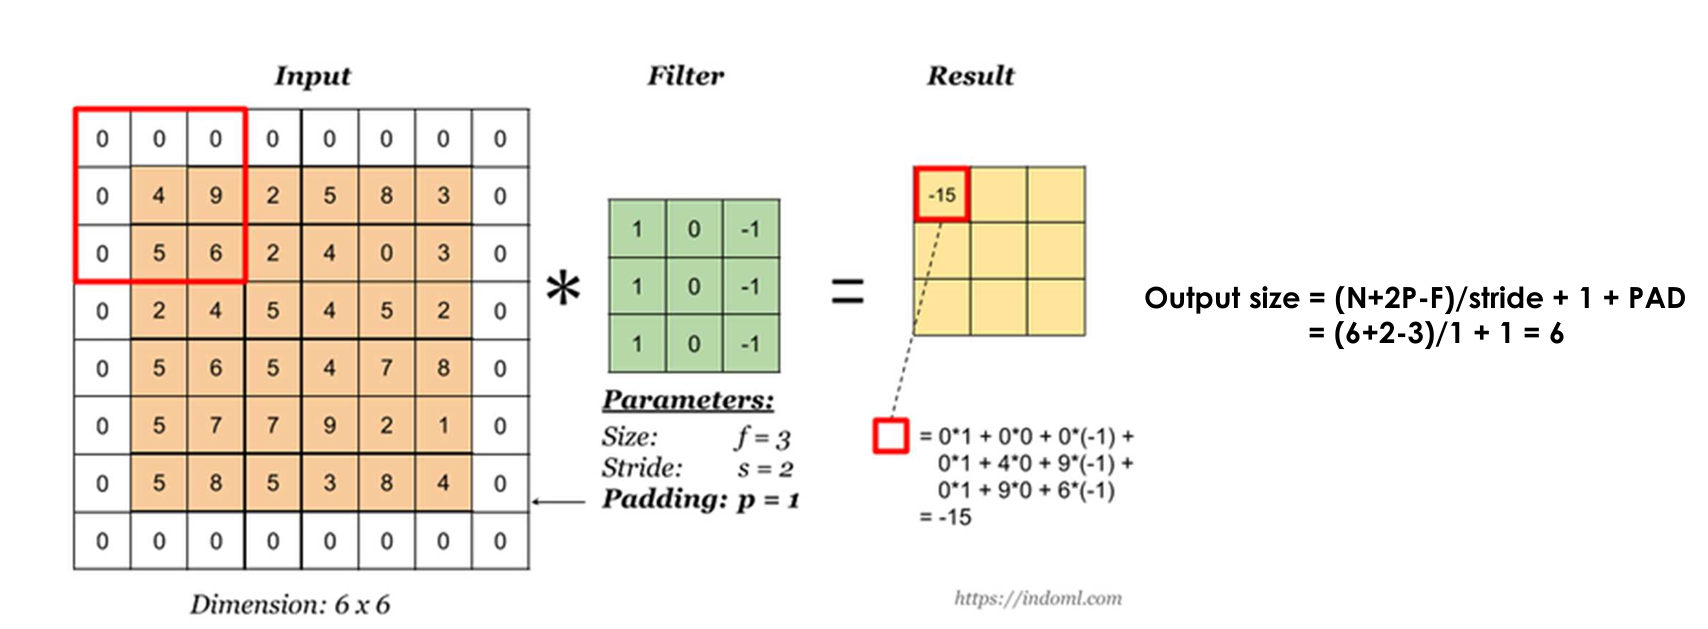 Input
Filter
Result
0 0 0 0 0 0 0 0
0 4 9 2 5 8 3 0
0 5 6 2 4 0 3 0
0 2 4 5 4 5 2 0
0 5 6 5 4 7 8 0
0 5 7 7 9 2 1 0
0 5 8 5 3 8 4 0
0 0 0 0 0 0 0 0
Dimension: 6 x 6
*
1 0 -1
1 0 -1
1 0 -1
Parameters:
Size: f = 3
Stride: s = 2
Padding: p = 1
=
-15
= 0*1 + 0*0 + 0*(-1) +
0*1 + 4*0 + 9*(-1) +
0*1 + 9*0 + 6*(-1)
= -15
https://indoml.com
Output size = (N+2P-F)/stride + 1 + PAD
= (6+2-3)/1 + 1 = 6